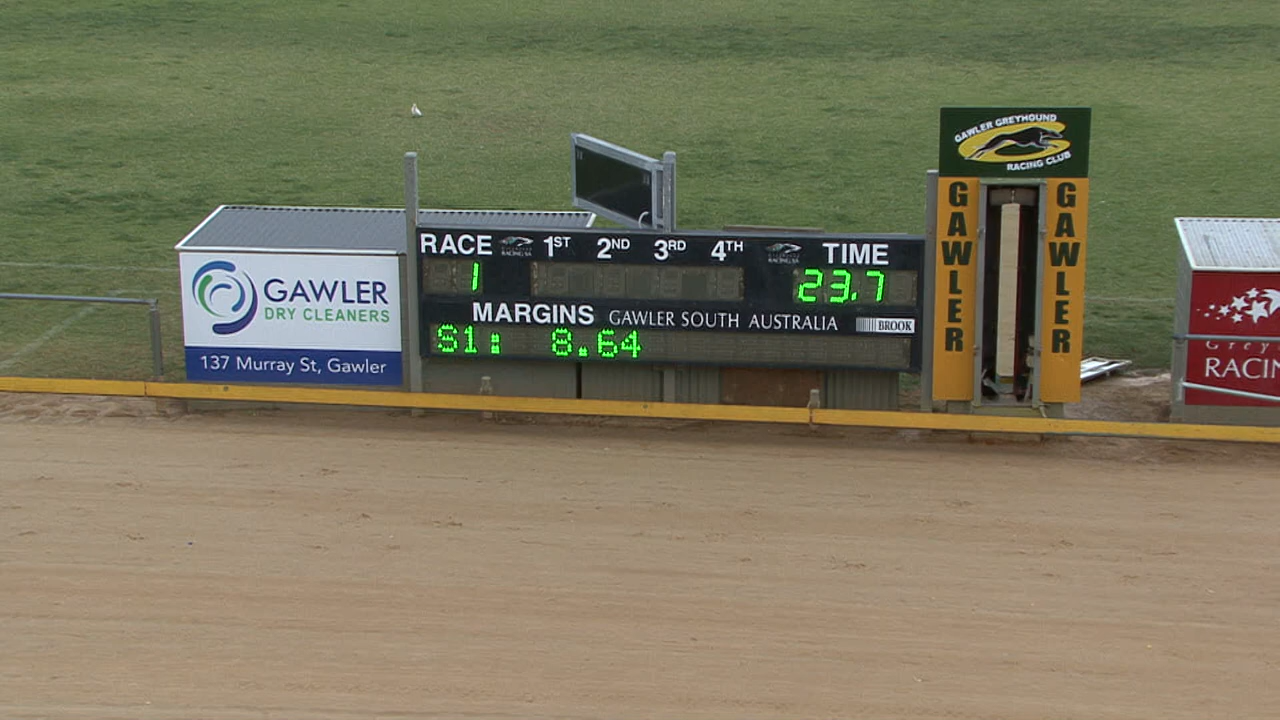 GAWLER GREYHOUND
RACING CLUB
GAWLER
GAWLER
RACE 1ST 2ND 3RD 4TH TIME
1 23.7
MARGINS GAWLER SOUTH AUSTRALIA BROOK
S1: 8.64
GAWLER
DRY CLEANERS
137 Murray St, Gawler
RACIN